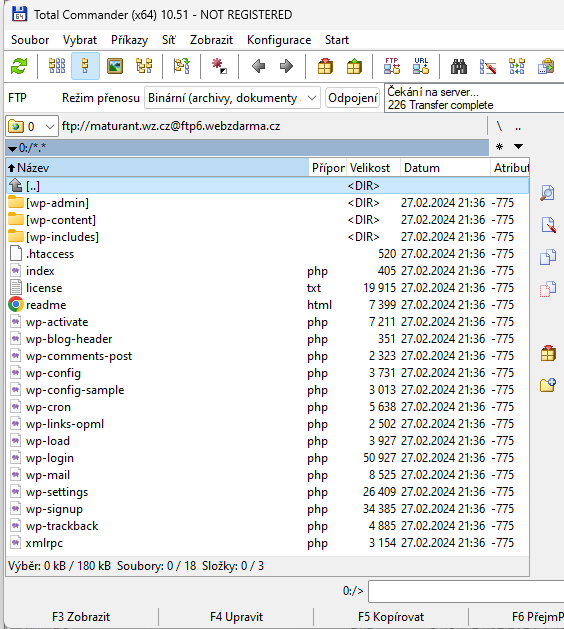 Total Commander (x64) 10.51 - NOT REGISTERED
Soubor Vybrat Příkazy Síť Zobrazit Konfigurace Start
FTP
URL
FTP Režim přenosu Binární (archivy, dokumenty Odpojení
Čekání na server...
226 Transfer complete
0 ftp://maturant.wz.cz@ftp6.webzdarma.cz \ ..
0:/*.* *
Název Přípor Velikost Datum Atribut
[..] <DIR>
[wp-admin] <DIR> 27.02.2024 21:36 -775
[wp-content] <DIR> 27.02.2024 21:36 -775
[wp-includes] <DIR> 27.02.2024 21:36 -775
.htaccess 520 27.02.2024 21:36 -775
index php 405 27.02.2024 21:36 -775
license txt 19 915 27.02.2024 21:36 -775
readme html 7 399 27.02.2024 21:36 -775
wp-activate php 7 211 27.02.2024 21:36 -775
wp-blog-header php 351 27.02.2024 21:36 -775
wp-comments-post php 2 323 27.02.2024 21:36 -775
wp-config php 3 731 27.02.2024 21:36 -775
wp-config-sample php 3 013 27.02.2024 21:36 -775
wp-cron php 5 638 27.02.2024 21:36 -775
wp-links-opml php 2 502 27.02.2024 21:36 -775
wp-load php 3 927 27.02.2024 21:36 -775
wp-login php 50 927 27.02.2024 21:36 -775
wp-mail php 8 525 27.02.2024 21:36 -775
wp-settings php 26 409 27.02.2024 21:36 -775
wp-signup php 34 385 27.02.2024 21:36 -775
wp-trackback php 4 885 27.02.2024 21:36 -775
xmlrpc php 3 154 27.02.2024 21:36 -775
Výběr: 0 kB / 180 kB Soubory: 0 / 18 Složky: 0 / 3
0:/>
F3 Zobrazit F4 Upravit F5 Kopírovat F6 PřejmP